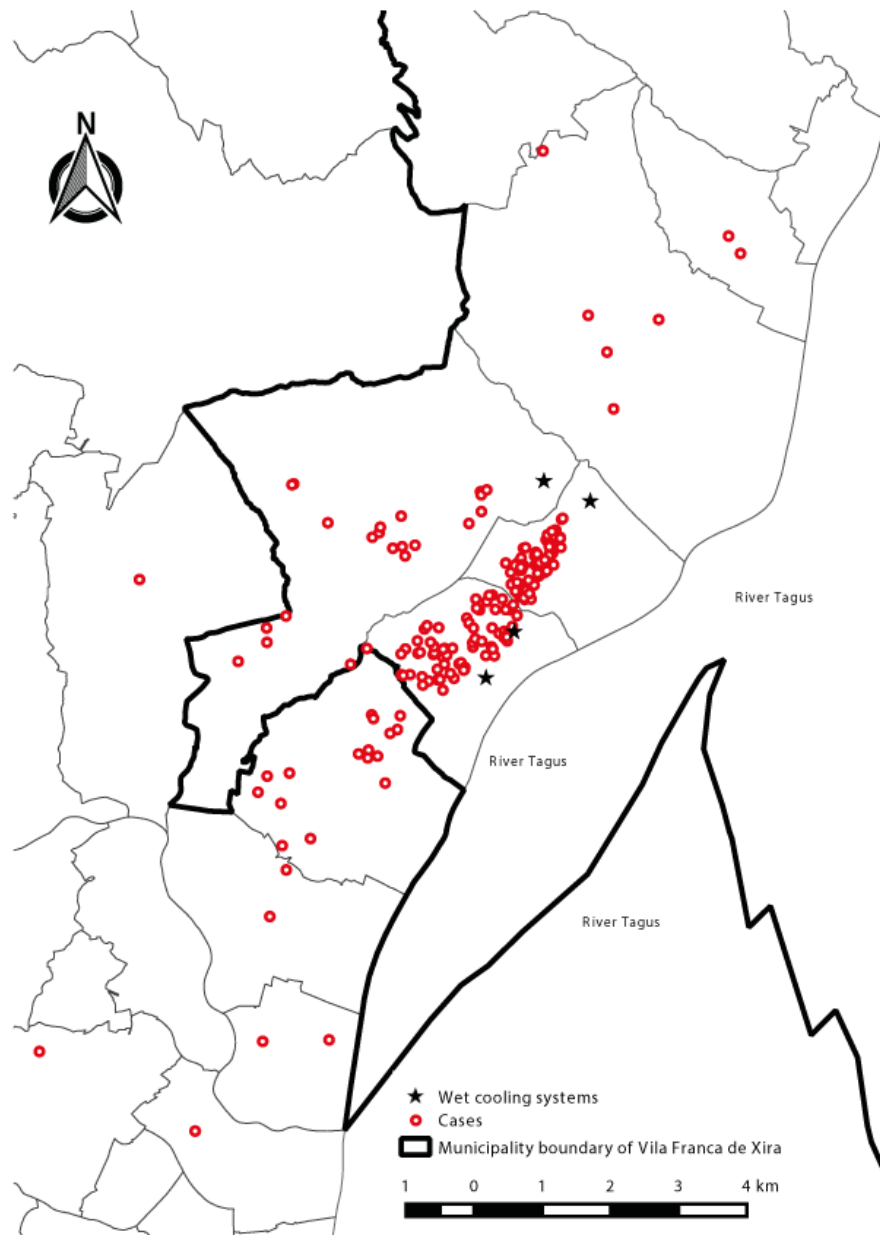 N
River Tagus
River Tagus
River Tagus
Wet cooling systems
Cases
Municipality boundary of Vila Franca de Xira
1 0 1 2 3 4 km